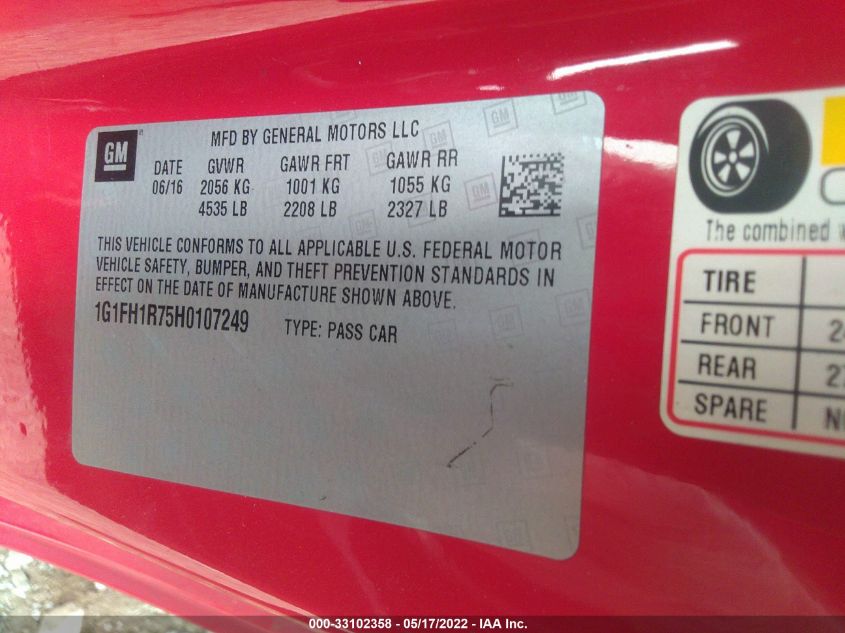 GM
MFD BY GENERAL MOTORS LLC
DATE GVWR GAWR FRT GAWR RR
06/16 2056 KG 1001 KG 1055 KG
4535 LB 2208 LB 2327 LB
THIS VEHICLE CONFORMS TO ALL APPLICABLE U.S. FEDERAL MOTOR
VEHICLE SAFETY, BUMPER, AND THEFT PREVENTION STANDARDS IN
EFFECT ON THE DATE OF MANUFACTURE SHOWN ABOVE.
1G1FH1R75H0107249 TYPE: PASS CAR
The combined
TIRE
FRONT 24
REAR 27
SPARE
000-33102358 - 05/17/2022 - IAA Inc.